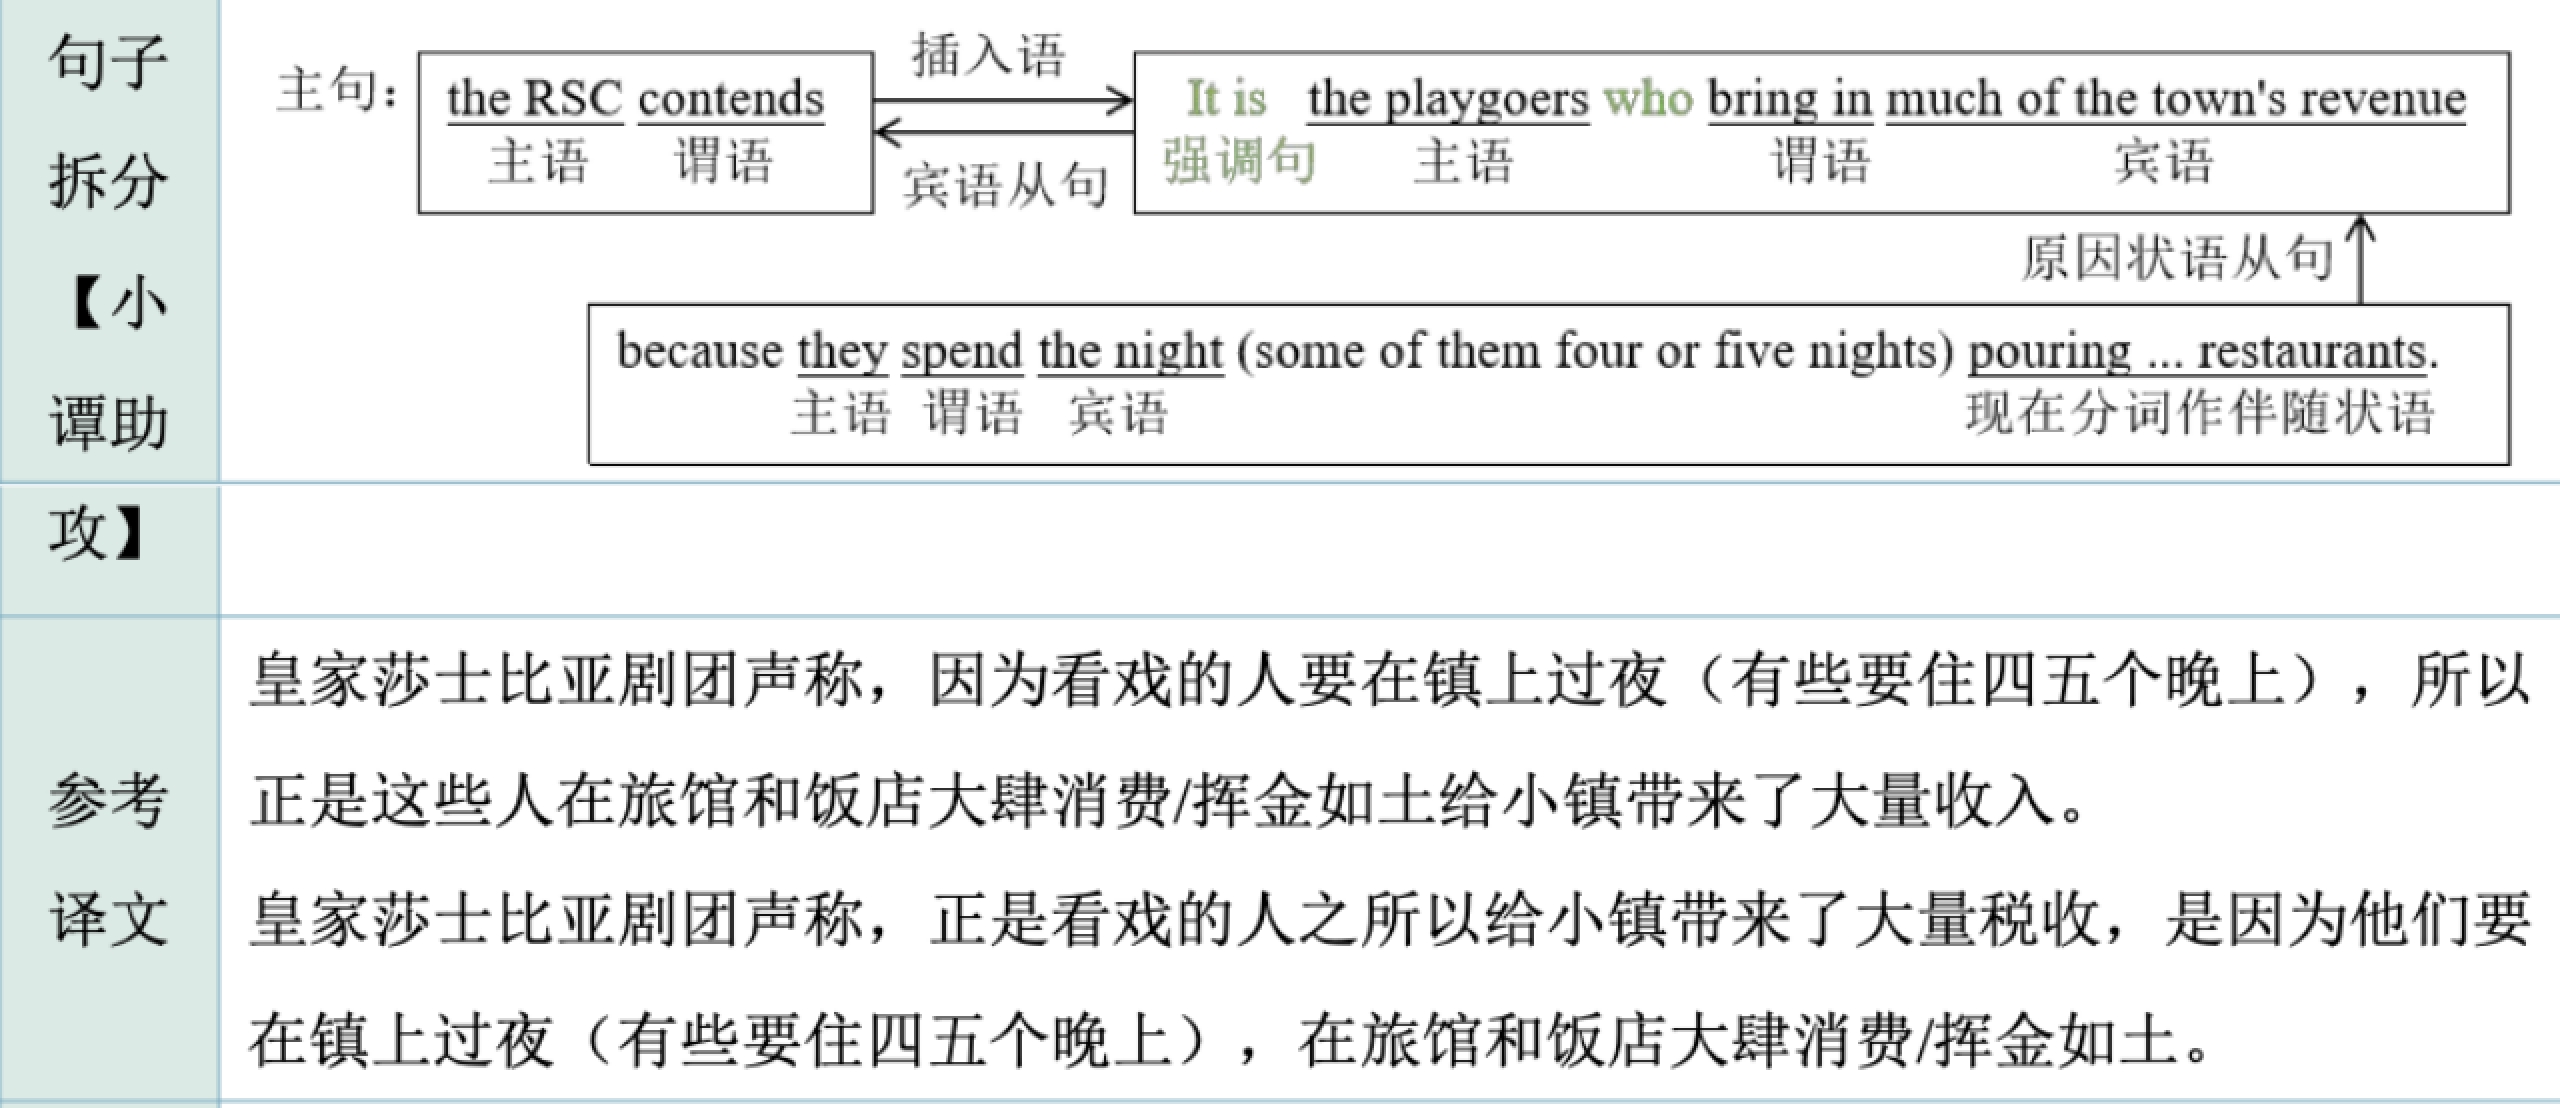 句子
拆分
【小
谭助
攻】
主句：
the RSC contends
主语 谓语
插入语
宾语从句
It is the playgoers who bring in much of the town's revenue
强调句 主语 谓语 宾语
原因状语从句
because they spend the night (some of them four or five nights) pouring ... restaurants.
主语 谓语 宾语 现在分词作伴随状语
参考
译文
皇家莎士比亚剧团声称，因为看戏的人要在镇上过夜（有些要住四五个晚上），所以
正是这些人在旅馆和饭店大肆消费/挥金如土给小镇带来了大量收入。
皇家莎士比亚剧团声称，正是看戏的人之所以给小镇带来了大量税收，是因为他们要
在镇上过夜（有些要住四五个晚上），在旅馆和饭店大肆消费/挥金如土。